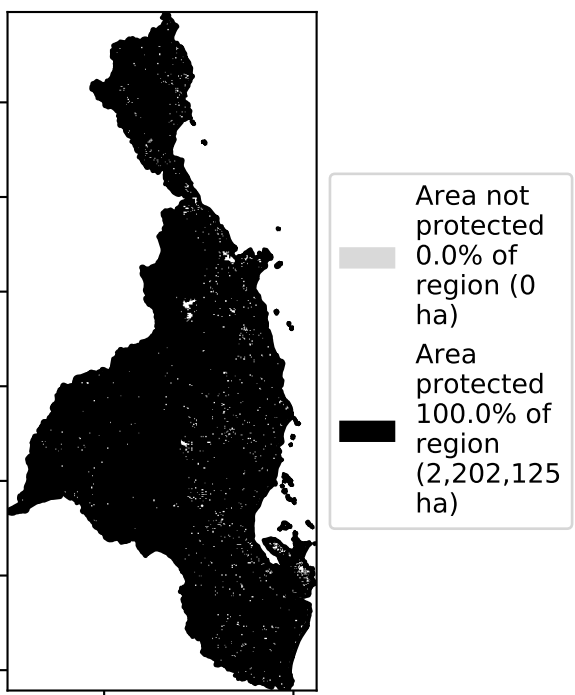 Area not
protected
0.0% of
region (0
ha)
Area
protected
100.0% of
region
(2,202,125
ha)